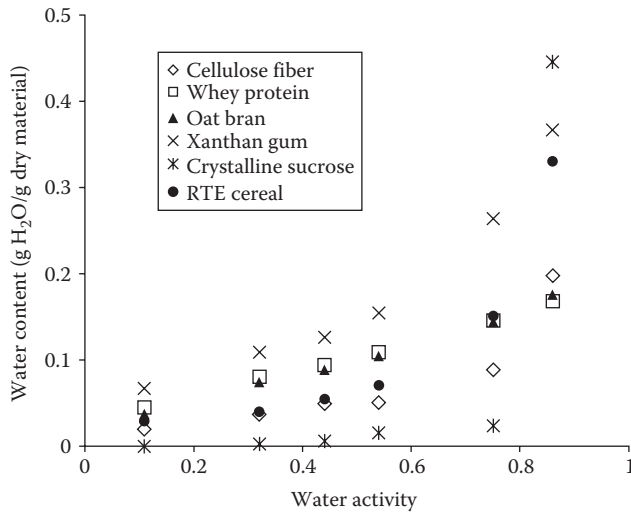 0.5
0.4
0.3
0.2
0.1
0
Water content (g H₂O/g dry material)
Cellulose fiber
Whey protein
Oat bran
Xanthan gum
Crystalline sucrose
RTE cereal
0 0.2 0.4 0.6 0.8 1
Water activity